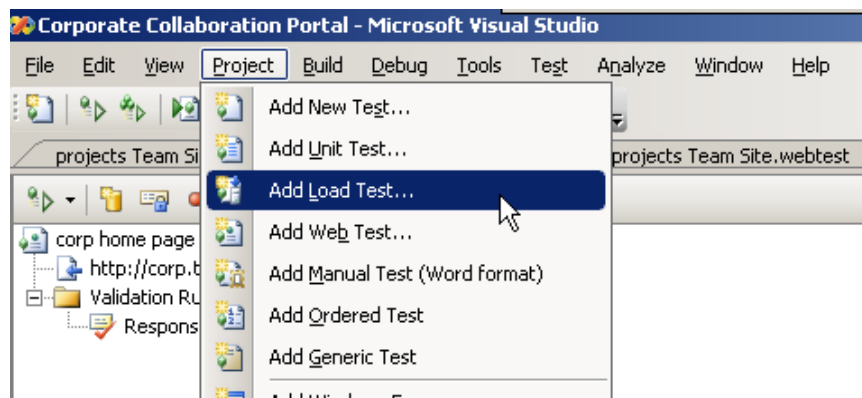 Corporate Collaboration Portal - Microsoft Visual Studio
File Edit View Project Build Debug Tools Test Analyze Window Help
Add New Test...
Add Unit Test...
projects Team Si
projects Team Site.webtest
Add Load Test...
corp home page
Add Web Test...
http://corp.t
Add Manual Test (Word format)
Validation Ru
Add Ordered Test
Respons
Add Generic Test